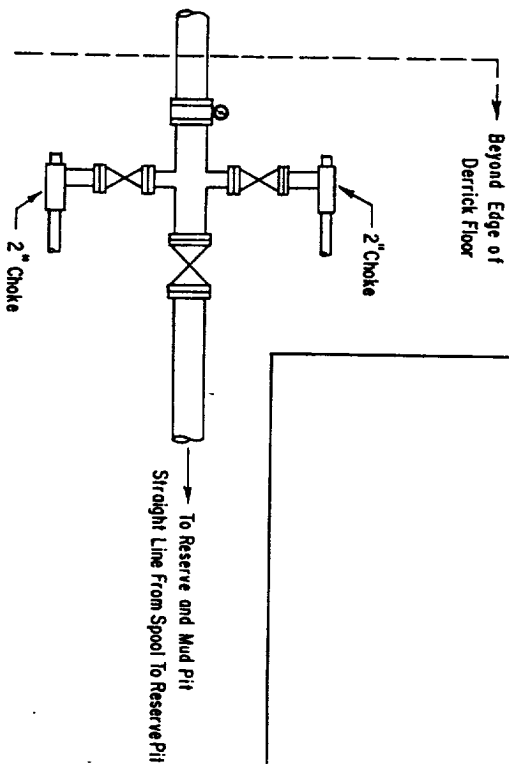 Beyond Edge of
Derrick Floor
2" Choke
2" Choke
To Reserve and Mud Pit
Straight Line From Spool To Reserve Pit